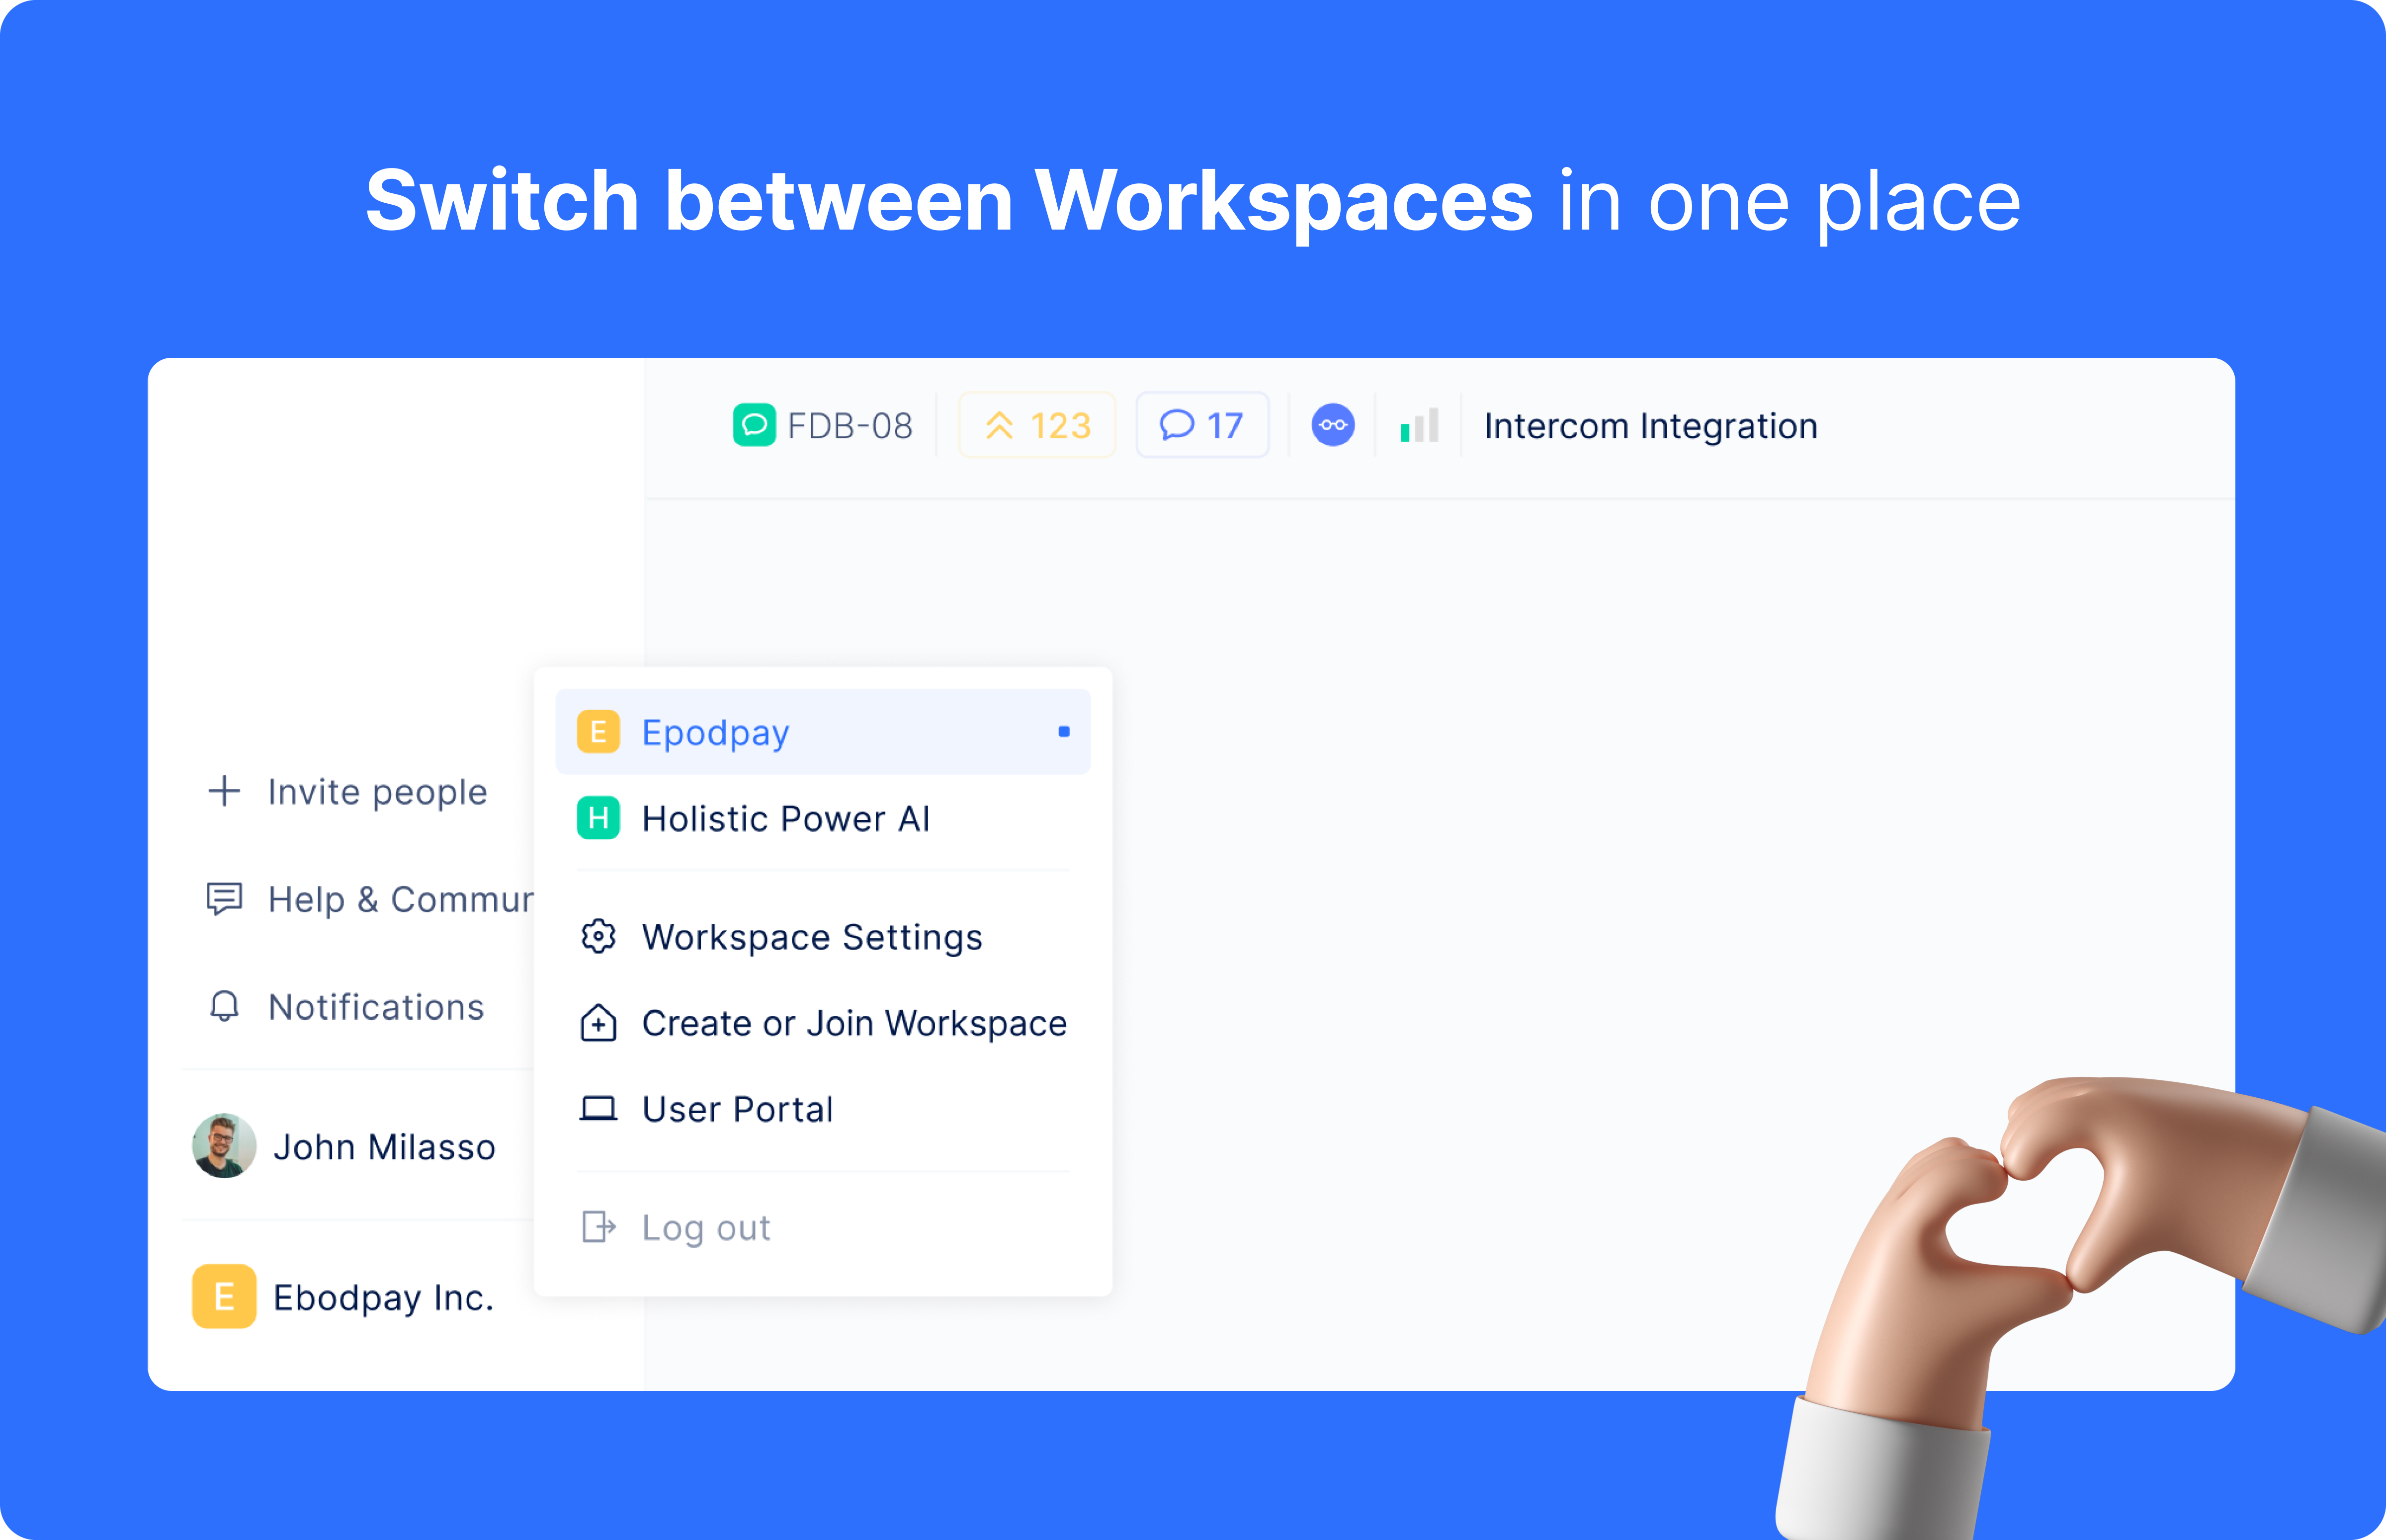 Switch between Workspaces in one place
FDB-08 123 17 Intercom Integration
E Epodpay
H Holistic Power AI
Workspace Settings
Create or Join Workspace
User Portal
Log out
Invite people
Help & Commun
Notifications
John Milasso
E Ebodpay Inc.